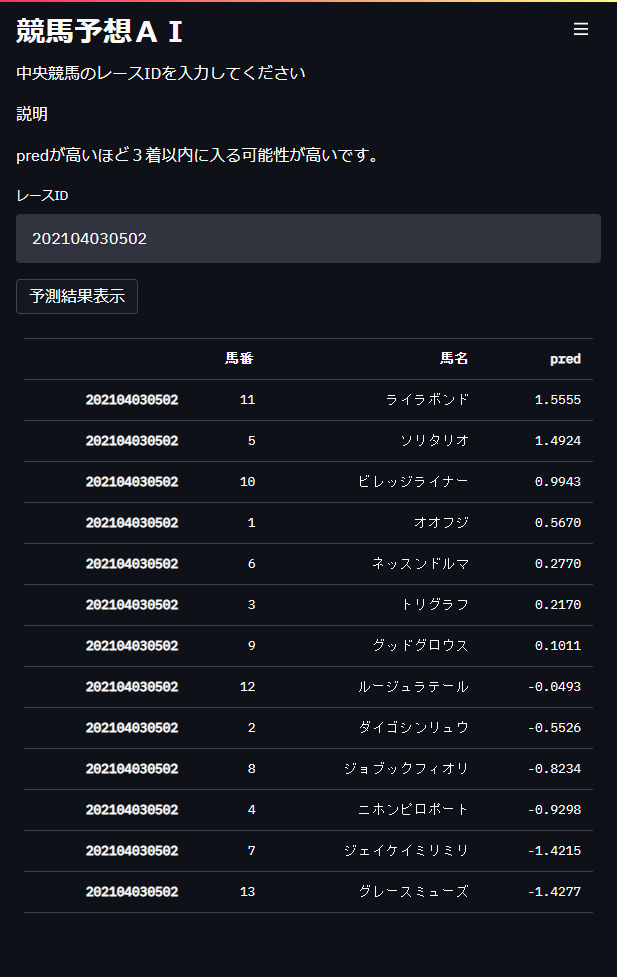 競馬予想ＡＩ
中央競馬のレースIDを入力してください
説明
predが高いほど３着以内に入る可能性が高いです。
レースID
202104030502
予測結果表示
馬番 馬名 pred
202104030502 11 ライラボンド 1.5555
202104030502 5 ソリタリオ 1.4924
202104030502 10 ビレッジライナー 0.9943
202104030502 1 オオフジ 0.5670
202104030502 6 ネッスンドルマ 0.2770
202104030502 3 トリグラフ 0.2170
202104030502 9 グッドグロウス 0.1011
202104030502 12 ルージュラテール -0.0493
202104030502 2 ダイゴシンリュウ -0.5526
202104030502 8 ジョブックフィオリ -0.8234
202104030502 4 ニホンピロポート -0.9298
202104030502 7 ジェイケイミリミリ -1.4215
202104030502 13 グレースミューズ -1.4277